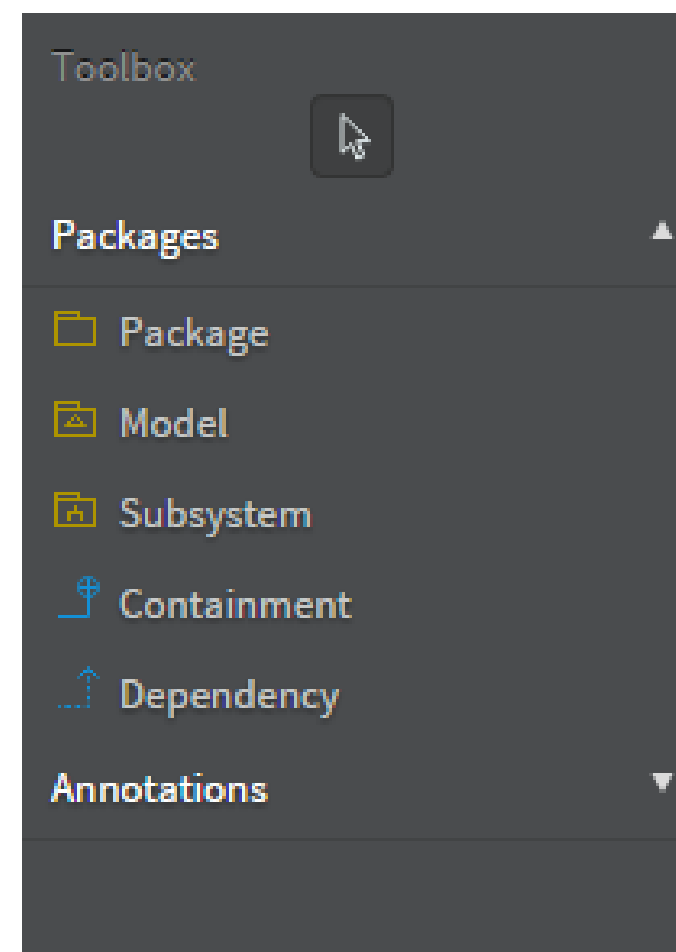 Toolbox
Packages
Package
Model
Subsystem
Containment
Dependency
Annotations